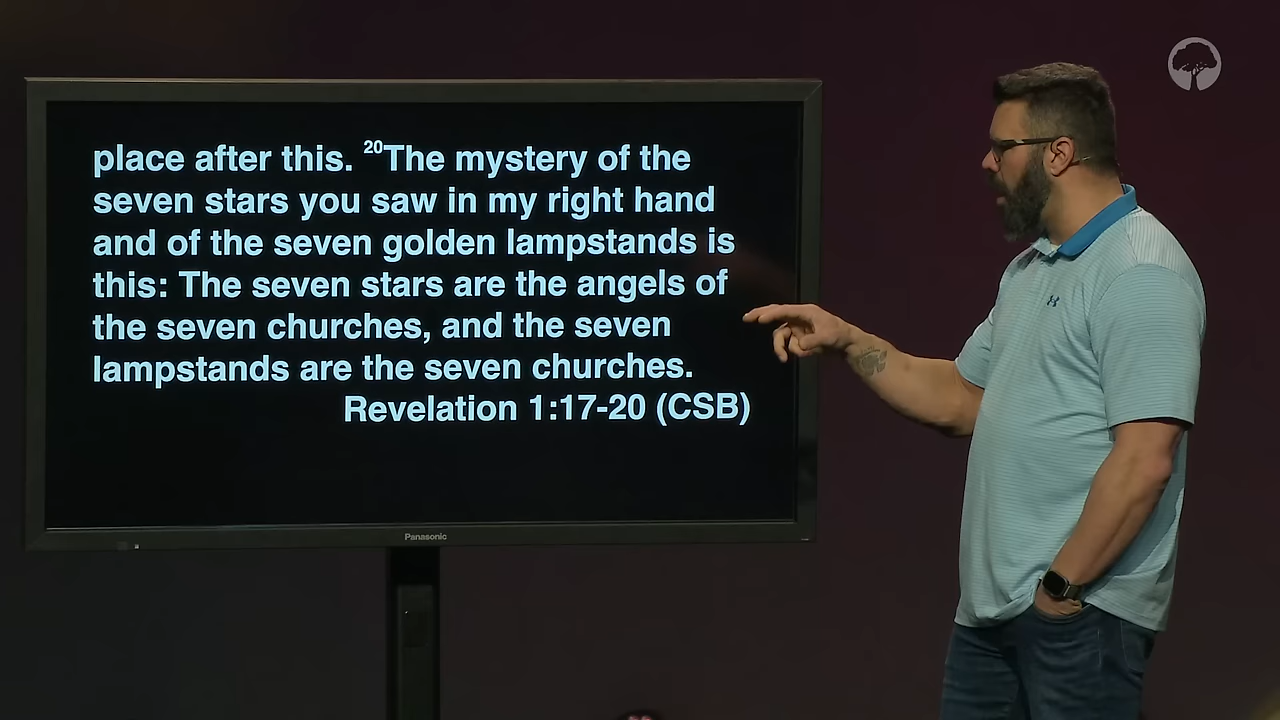 place after this. ²⁰The mystery of the
seven stars you saw in my right hand
and of the seven golden lampstands is
this: The seven stars are the angels of
the seven churches, and the seven
lampstands are the seven churches.
Revelation 1:17-20 (CSB)
Panasonic